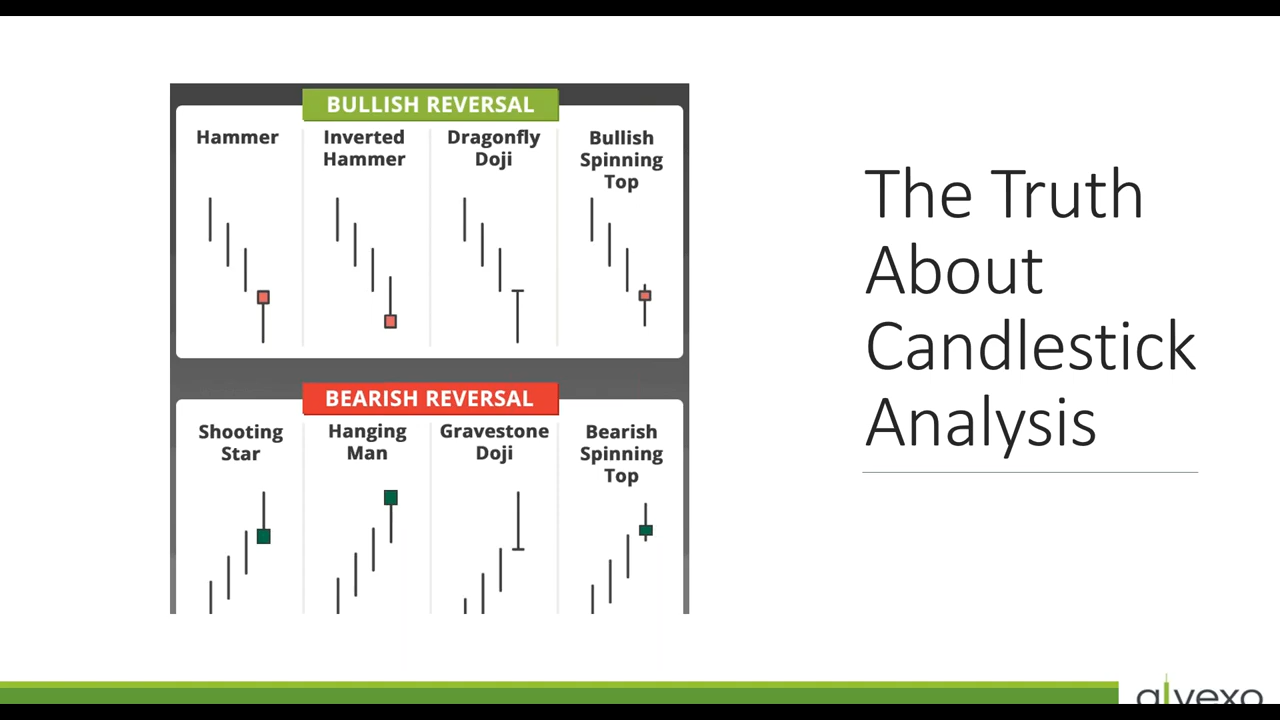 BULLISH REVERSAL
Hammer
Inverted
Hammer
Dragonfly
Doji
Bullish
Spinning
Top
BEARISH REVERSAL
Shooting
Star
Hanging
Man
Gravestone
Doji
Bearish
Spinning
Top
The Truth
About
Candlestick
Analysis
alvexo